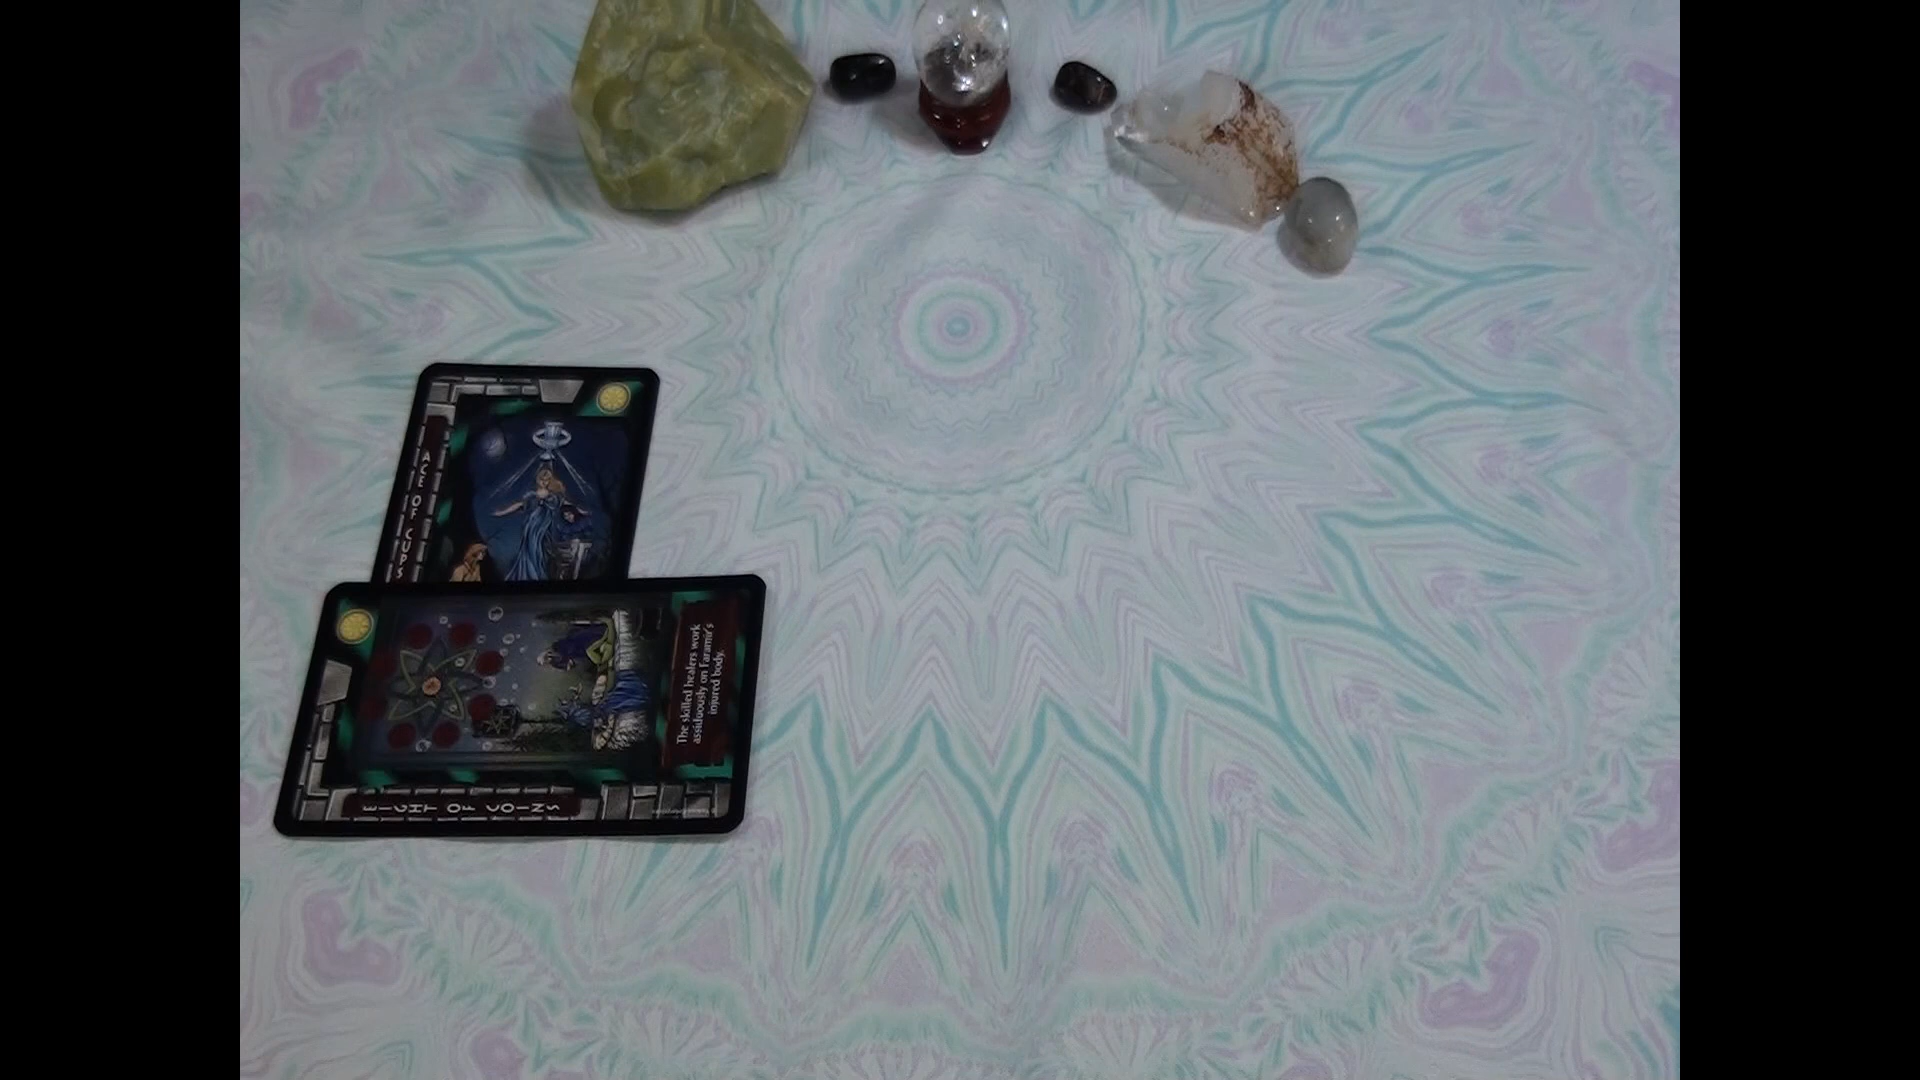 ACE OF CUPS
The skilled healers work
assiduously on Faramir's
injured body.
EIGHT OF COINS